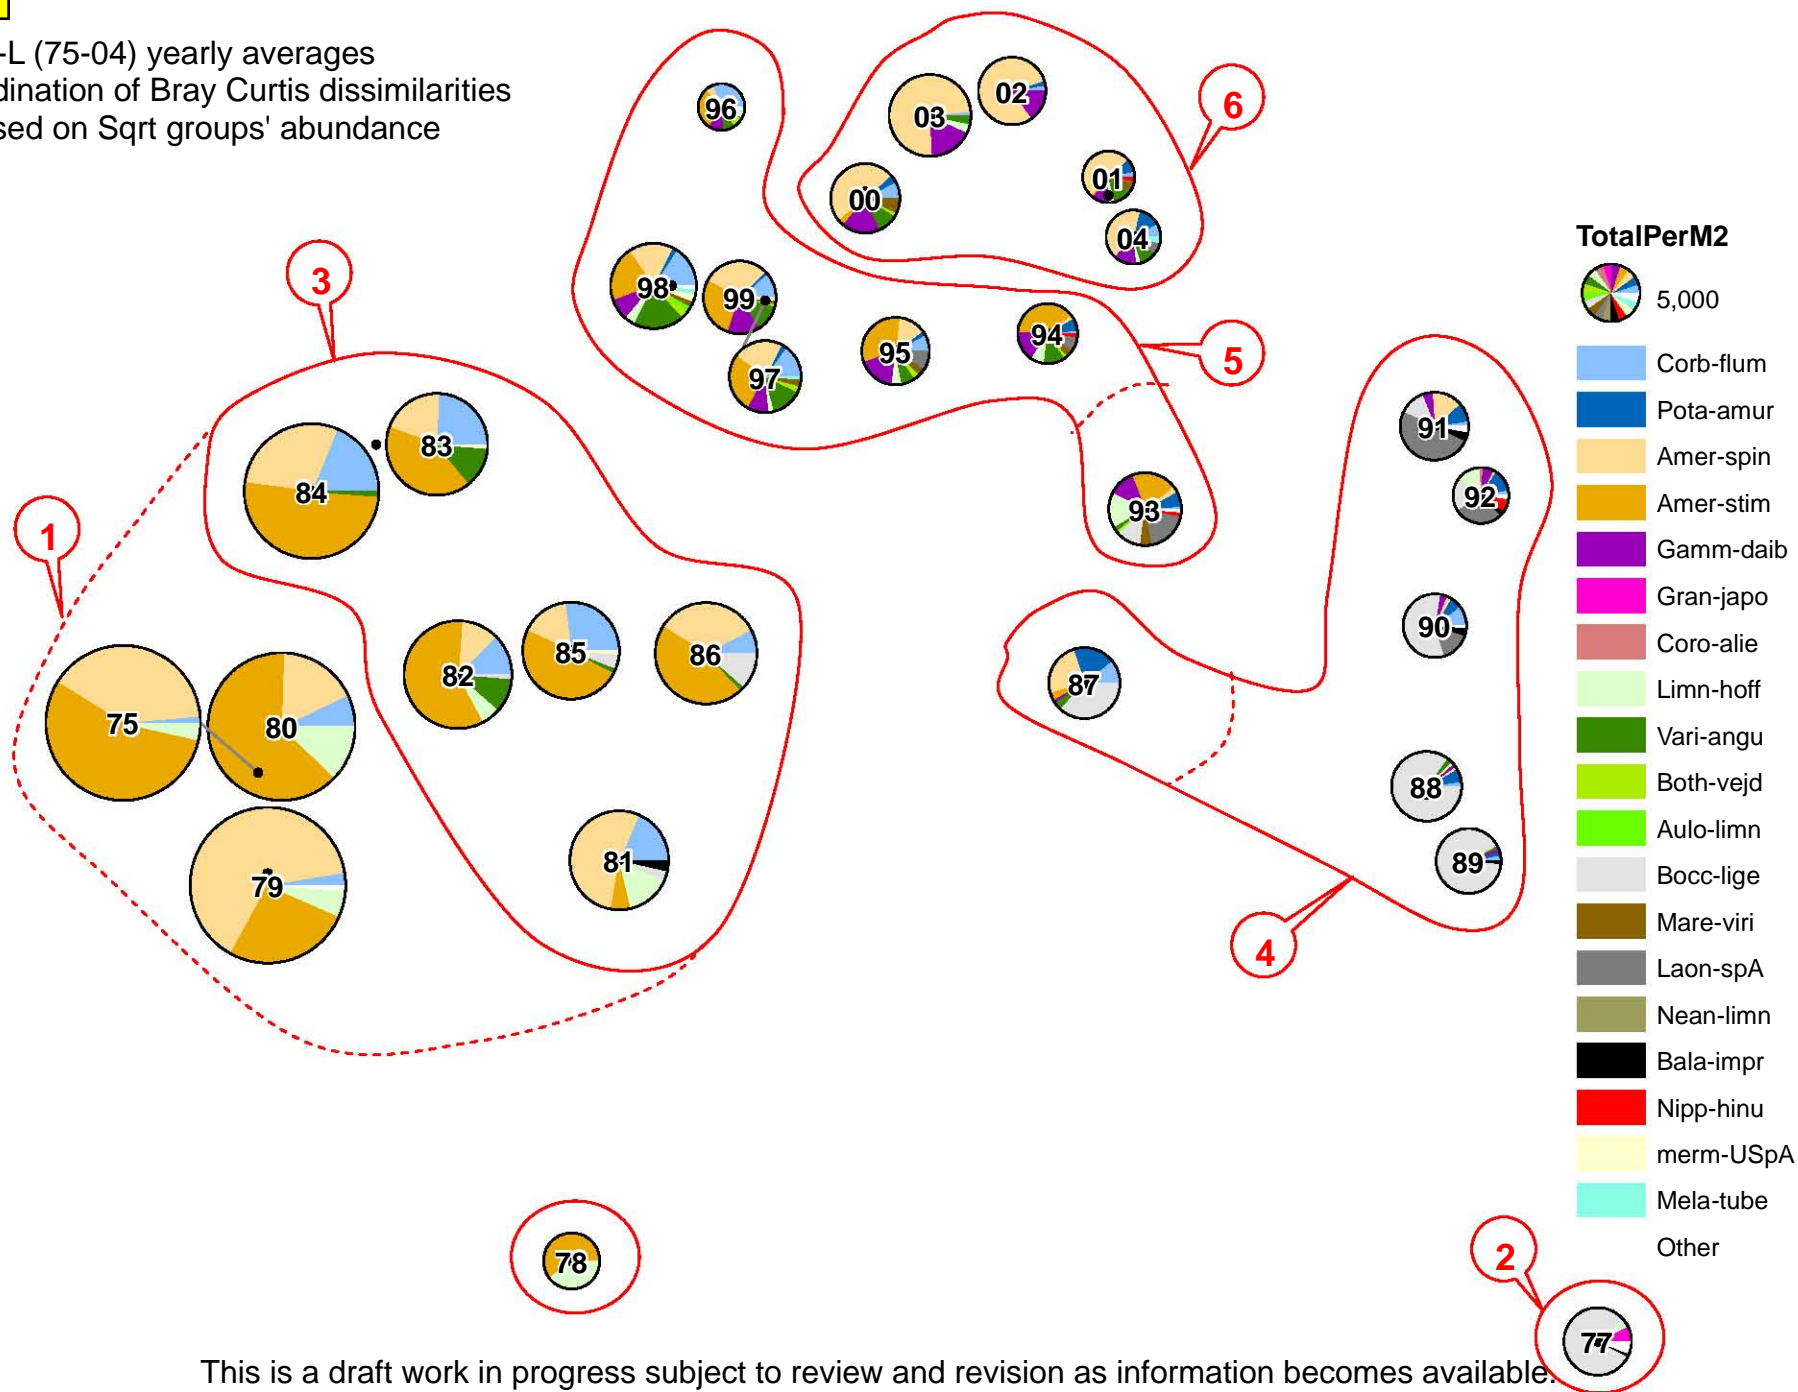 -L (75-04) yearly averages
dination of Bray Curtis dissimilarities
sed on Sqrt groups' abundance
96
03
02
6
00
01
04
TotalPerM2
5,000
3
98
99
97
95
94
5
Corb-flum
Pota-amur
Amer-spin
Amer-stim
Gamm-daib
Gran-japo
Coro-alie
Limn-hoff
Vari-angu
Both-vejd
Aulo-limn
Bocc-lige
Mare-viri
Laon-spA
Nean-limn
Bala-impr
Nipp-hinu
merm-USpA
Mela-tube
Other
84
83
91
92
93
1
90
82
85
86
87
75
80
88
81
89
79
4
78
2
77
This is a draft work in progress subject to review and revision as information becomes available.